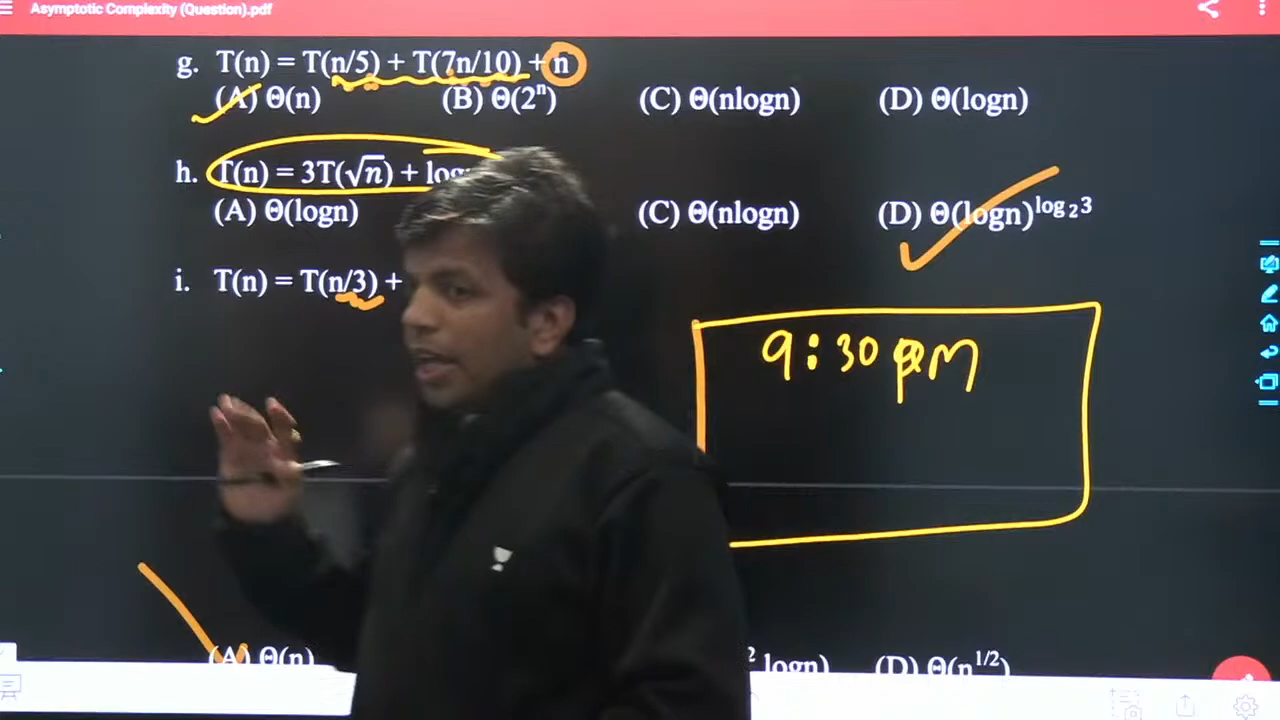 Asymptotic Complexity (Question).pdf
g. T(n) = T(n/5) + T(7n/10) + n
(A) Θ(n) (B) Θ(2ⁿ) (C) Θ(nlogn) (D) Θ(logn)
h. T(n) = 3T(√n) +
(A) Θ(logn) (C) Θ(nlogn) (D) Θ(logn)^log₂3
i. T(n) = T(n/3) +
9:30 PM
(A) Θ(n) logn) (D) Θ(n^1/2)